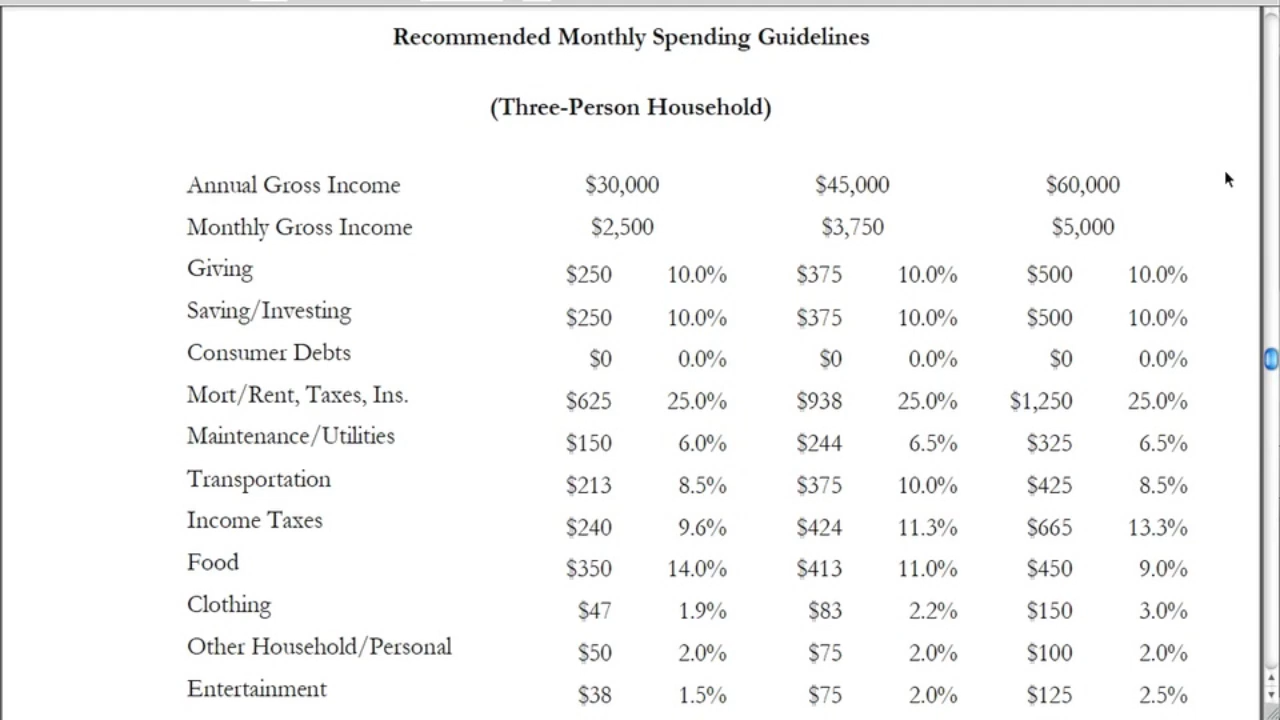 Recommended Monthly Spending Guidelines
(Three-Person Household)
Annual Gross Income $30,000 $45,000 $60,000
Monthly Gross Income $2,500 $3,750 $5,000
Giving $250 10.0% $375 10.0% $500 10.0%
Saving/Investing $250 10.0% $375 10.0% $500 10.0%
Consumer Debts $0 0.0% $0 0.0% $0 0.0%
Mort/Rent, Taxes, Ins. $625 25.0% $938 25.0% $1,250 25.0%
Maintenance/Utilities $150 6.0% $244 6.5% $325 6.5%
Transportation $213 8.5% $375 10.0% $425 8.5%
Income Taxes $240 9.6% $424 11.3% $665 13.3%
Food $350 14.0% $413 11.0% $450 9.0%
Clothing $47 1.9% $83 2.2% $150 3.0%
Other Household/Personal $50 2.0% $75 2.0% $100 2.0%
Entertainment $38 1.5% $75 2.0% $125 2.5%